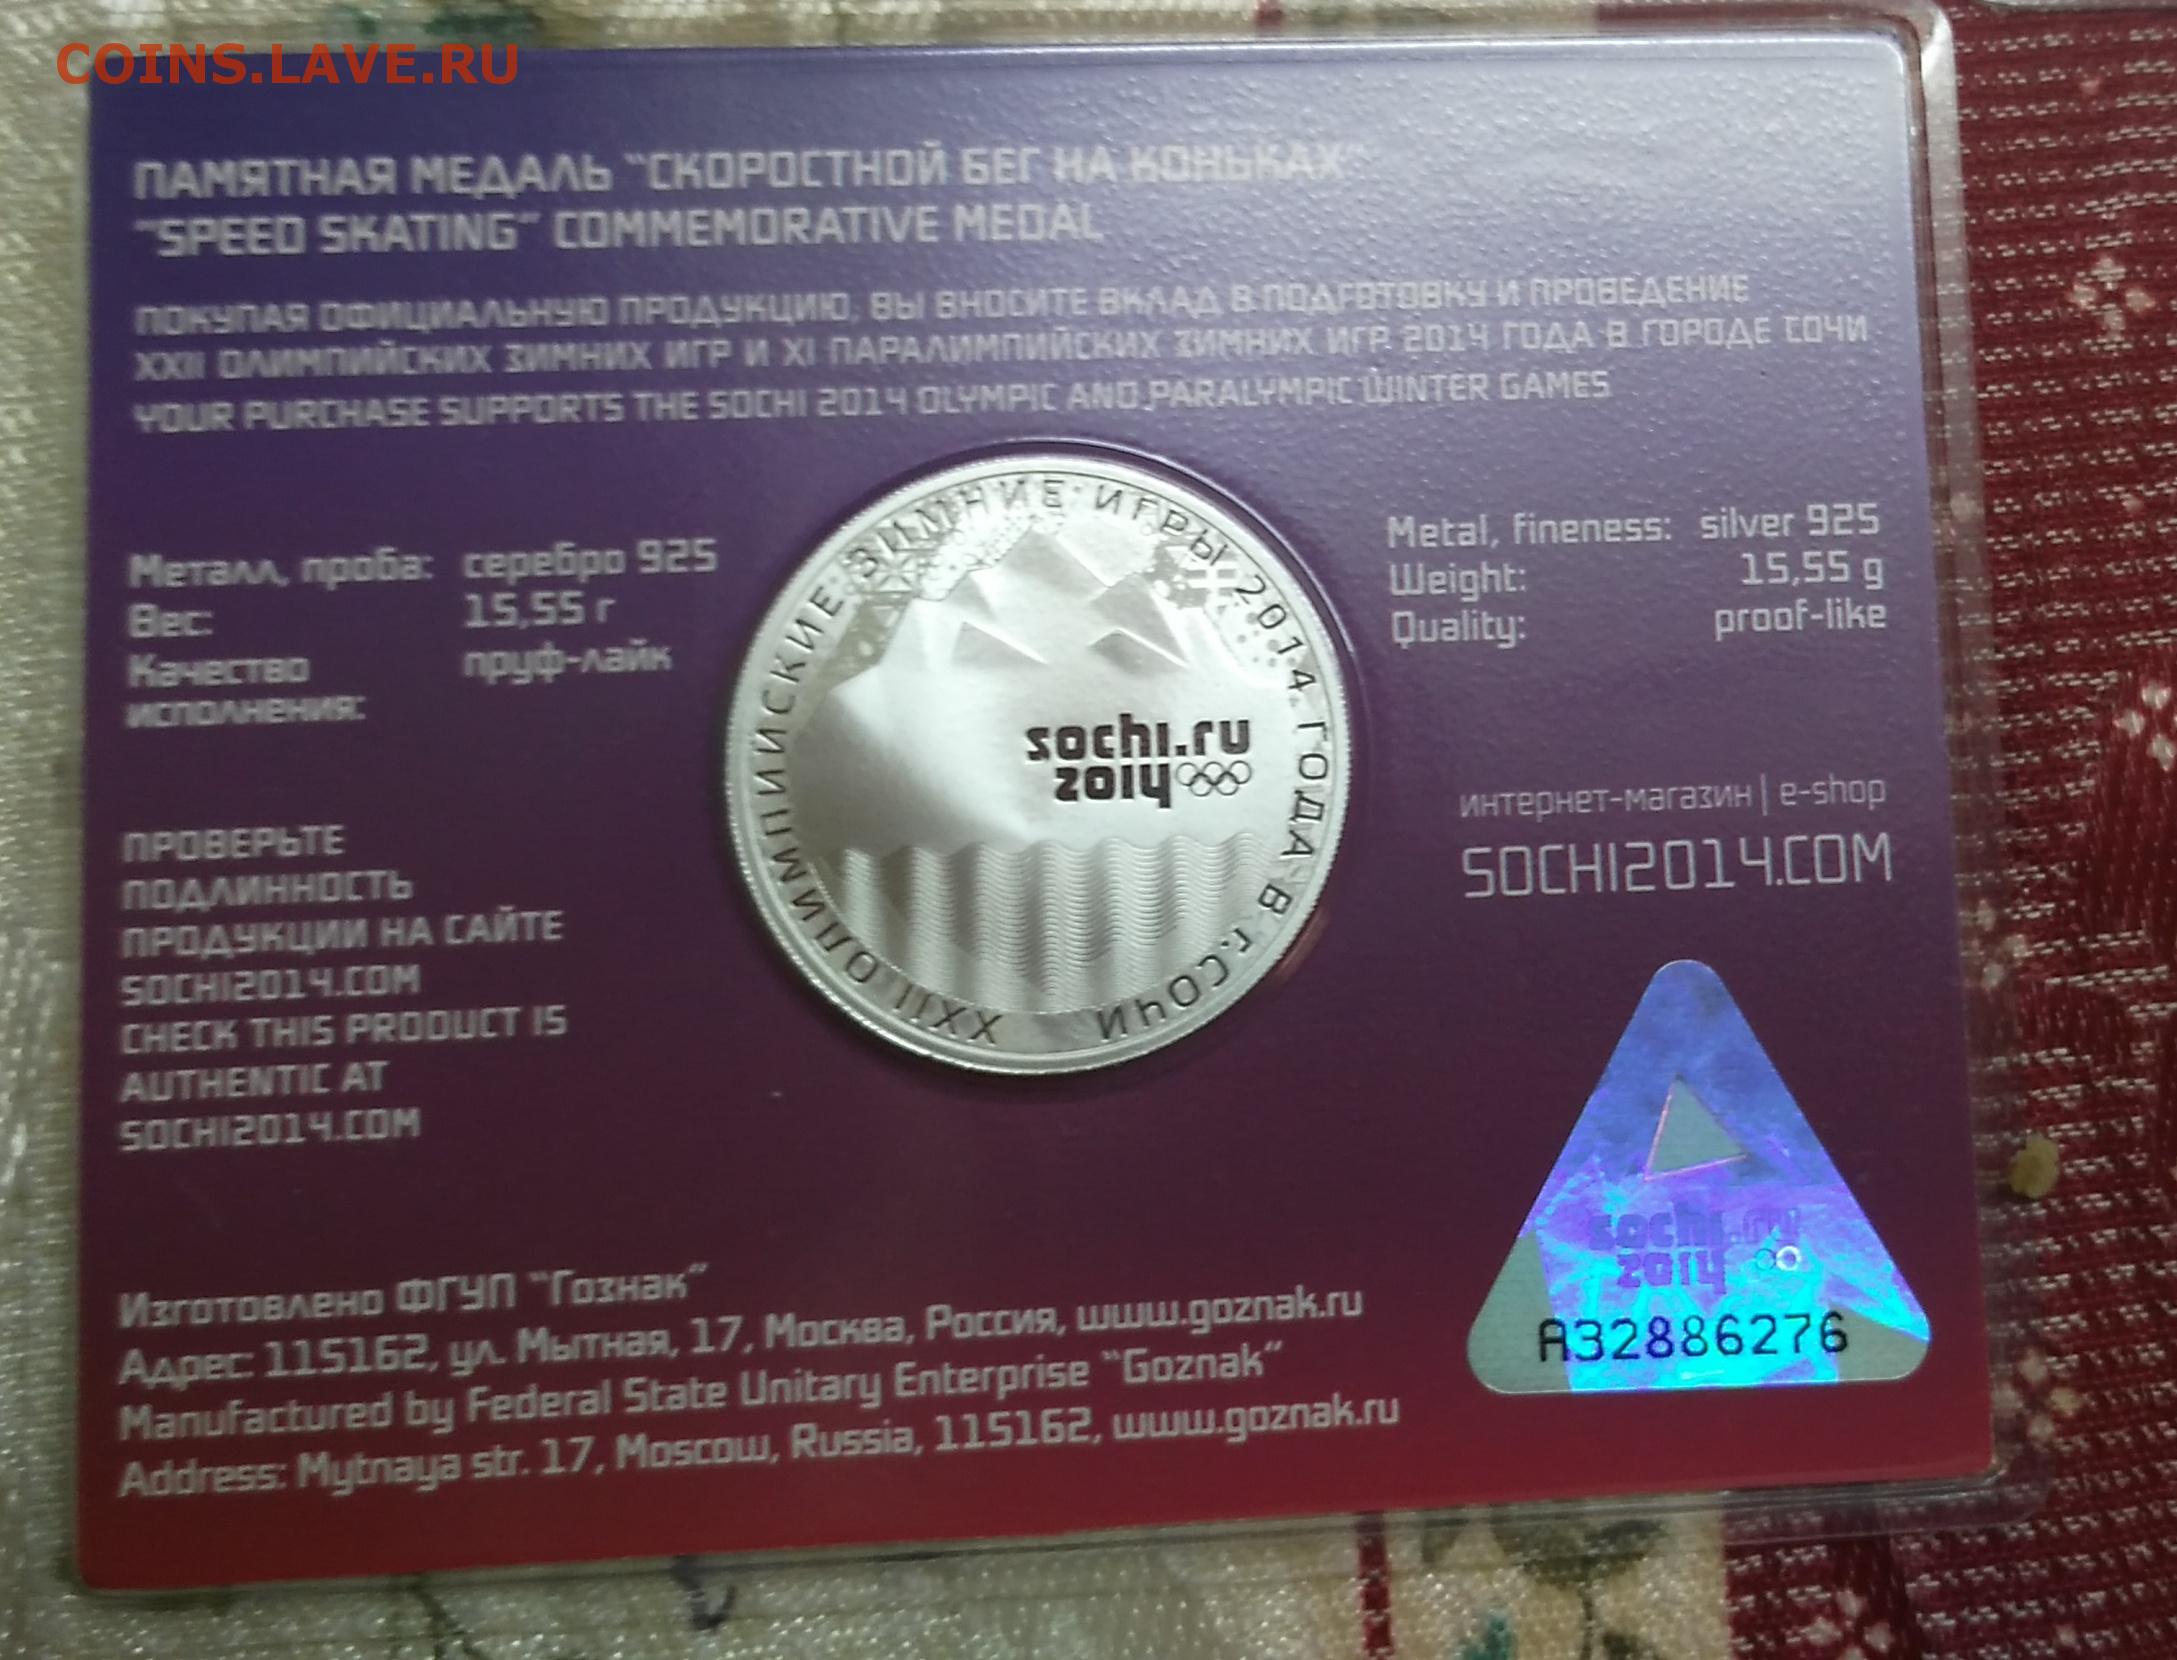 COINS.LAVE.RU
ПАМЯТНАЯ МЕДАЛЬ "СКОРОСТНОЙ БЕГ НА КОНЬКАХ"
"SPEED SKATING" COMMEMORATIVE MEDAL
ПОКУПАЯ ОФИЦИАЛЬНУЮ ПРОДУКЦИЮ, ВЫ ВНОСИТЕ ВКЛАД В ПОДГОТОВКУ И ПРОВЕДЕНИЕ
XXII ОЛИМПИЙСКИХ ЗИМНИХ ИГР И XI ПАРАЛИМПИЙСКИХ ЗИМНИХ ИГР 2014 ГОДА В ГОРОДЕ СОЧИ
YOUR PURCHASE SUPPORTS THE SOCHI 2014 OLYMPIC AND PARALYMPIC WINTER GAMES
Металл, проба: серебро 925
Вес: 15,55 г
Качество пруф-лайк
исполнения:
XXII ОЛИМПИЙСКИЕ ЗИМНИЕ ИГРЫ 2014 ГОДА В г.СОЧИ
sochi.ru
2014
Metal, fineness: silver 925
Weight: 15,55 g
Quality: proof-like
ПРОВЕРЬТЕ
ПОДЛИННОСТЬ
ПРОДУКЦИИ НА САЙТЕ
SOCHI2014.COM
CHECK THIS PRODUCT IS
AUTHENTIC AT
SOCHI2014.COM
интернет-магазин | e-shop
SOCHI2014.COM
sochi.ru
2014
A32886276
Изготовлено ФГУП "Гознак"
Адрес: 115162, ул. Мытная, 17, Москва, Россия, www.goznak.ru
Manufactured by Federal State Unitary Enterprise "Goznak"
Address: Mytnaya str. 17, Moscow, Russia, 115162, www.goznak.ru